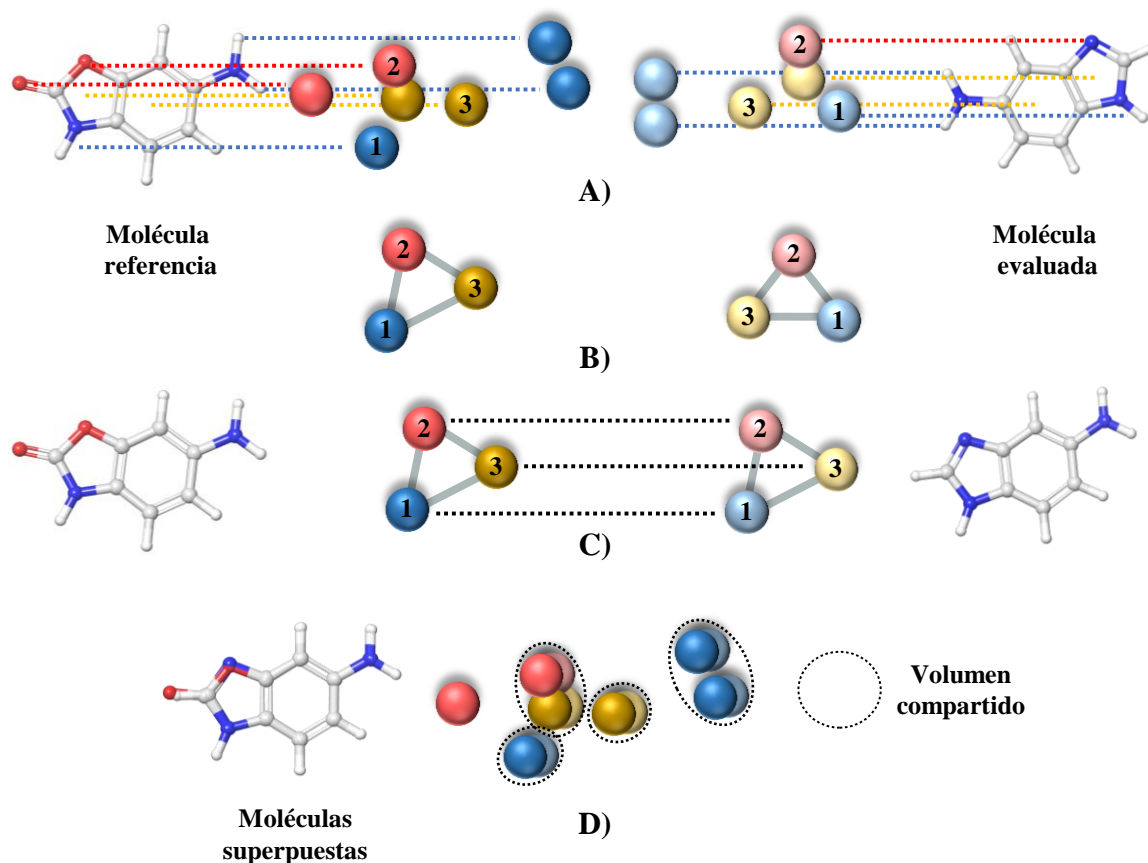 2
2
3
3
1
1
A)
Molécula
referencia
Molécula
evaluada
2
2
3
3
1
1
B)
2
2
3
3
1
1
C)
Volumen
compartido
D)
Moléculas
superpuestas